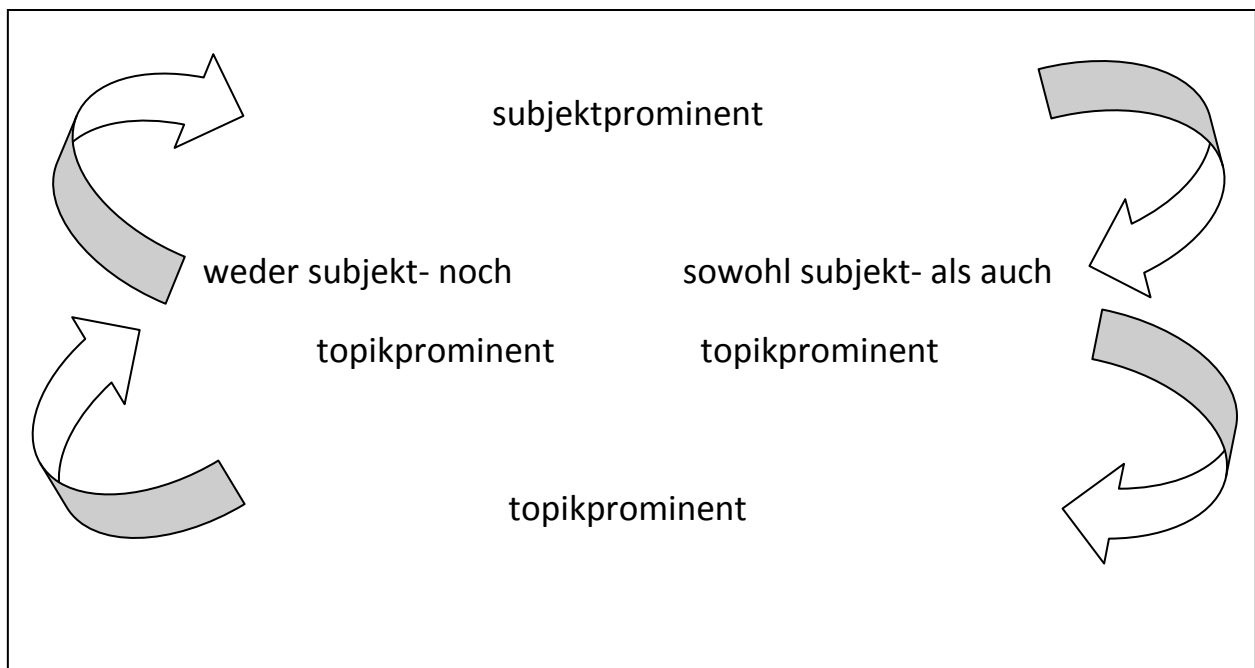 subjektprominent
weder subjekt- noch
topikprominent
sowohl subjekt- als auch
topikprominent
topikprominent